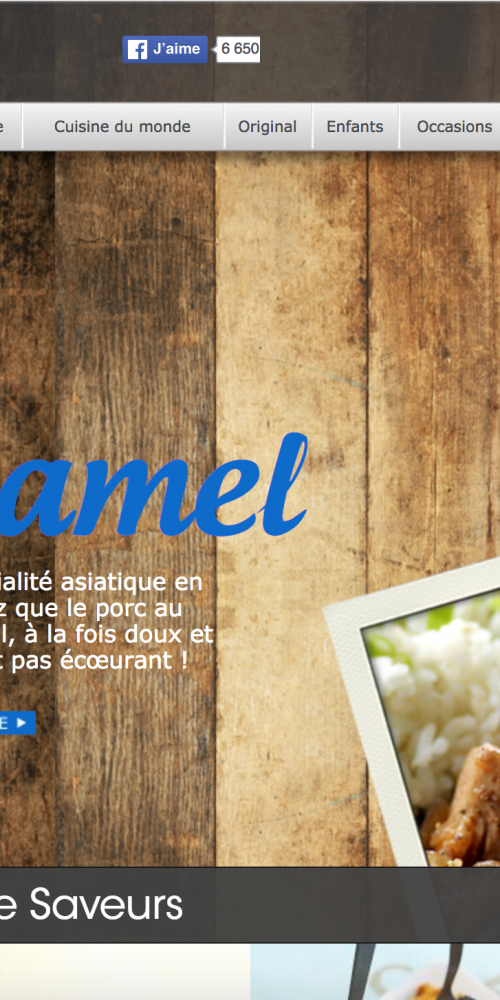 J'aime 6 650
e Cuisine du monde Original Enfants Occasions
amel
ialité asiatique en
z que le porc au
l, à la fois doux et
t pas écœurant !
E
e Saveurs